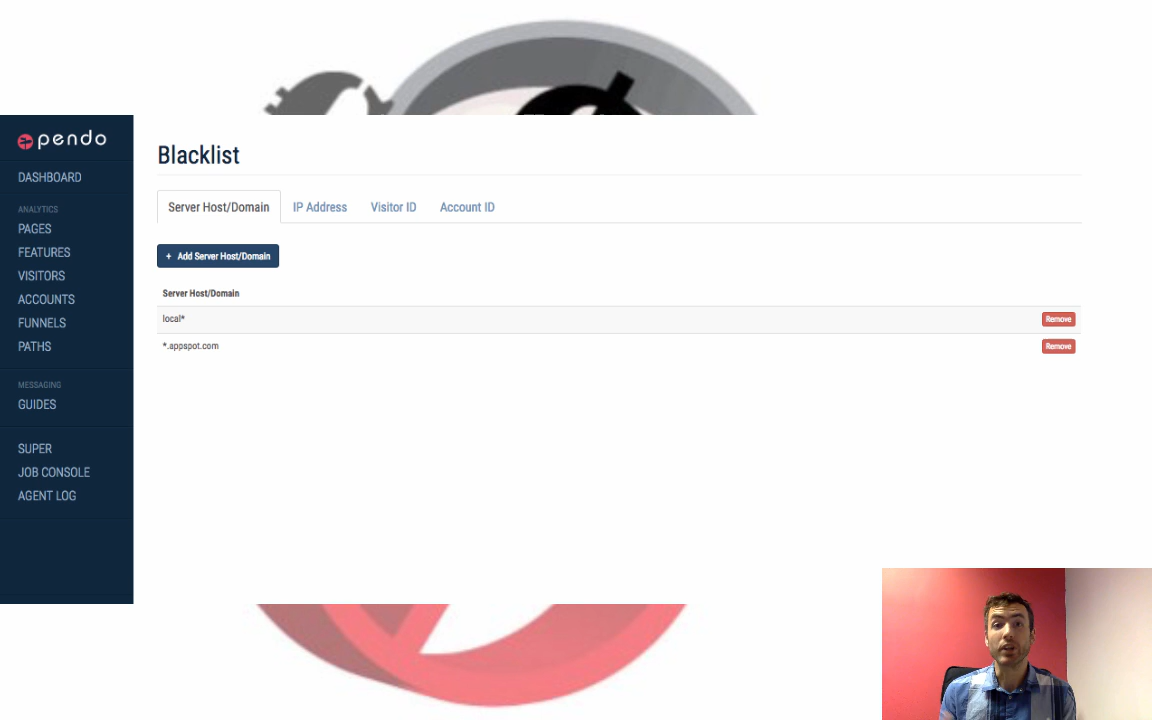 pendo
DASHBOARD
ANALYTICS
PAGES
FEATURES
VISITORS
ACCOUNTS
FUNNELS
PATHS
MESSAGING
GUIDES
SUPER
JOB CONSOLE
AGENT LOG
Blacklist
Server Host/Domain IP Address Visitor ID Account ID
+ Add Server Host/Domain
Server Host/Domain
local* Remove
*.appspot.com Remove